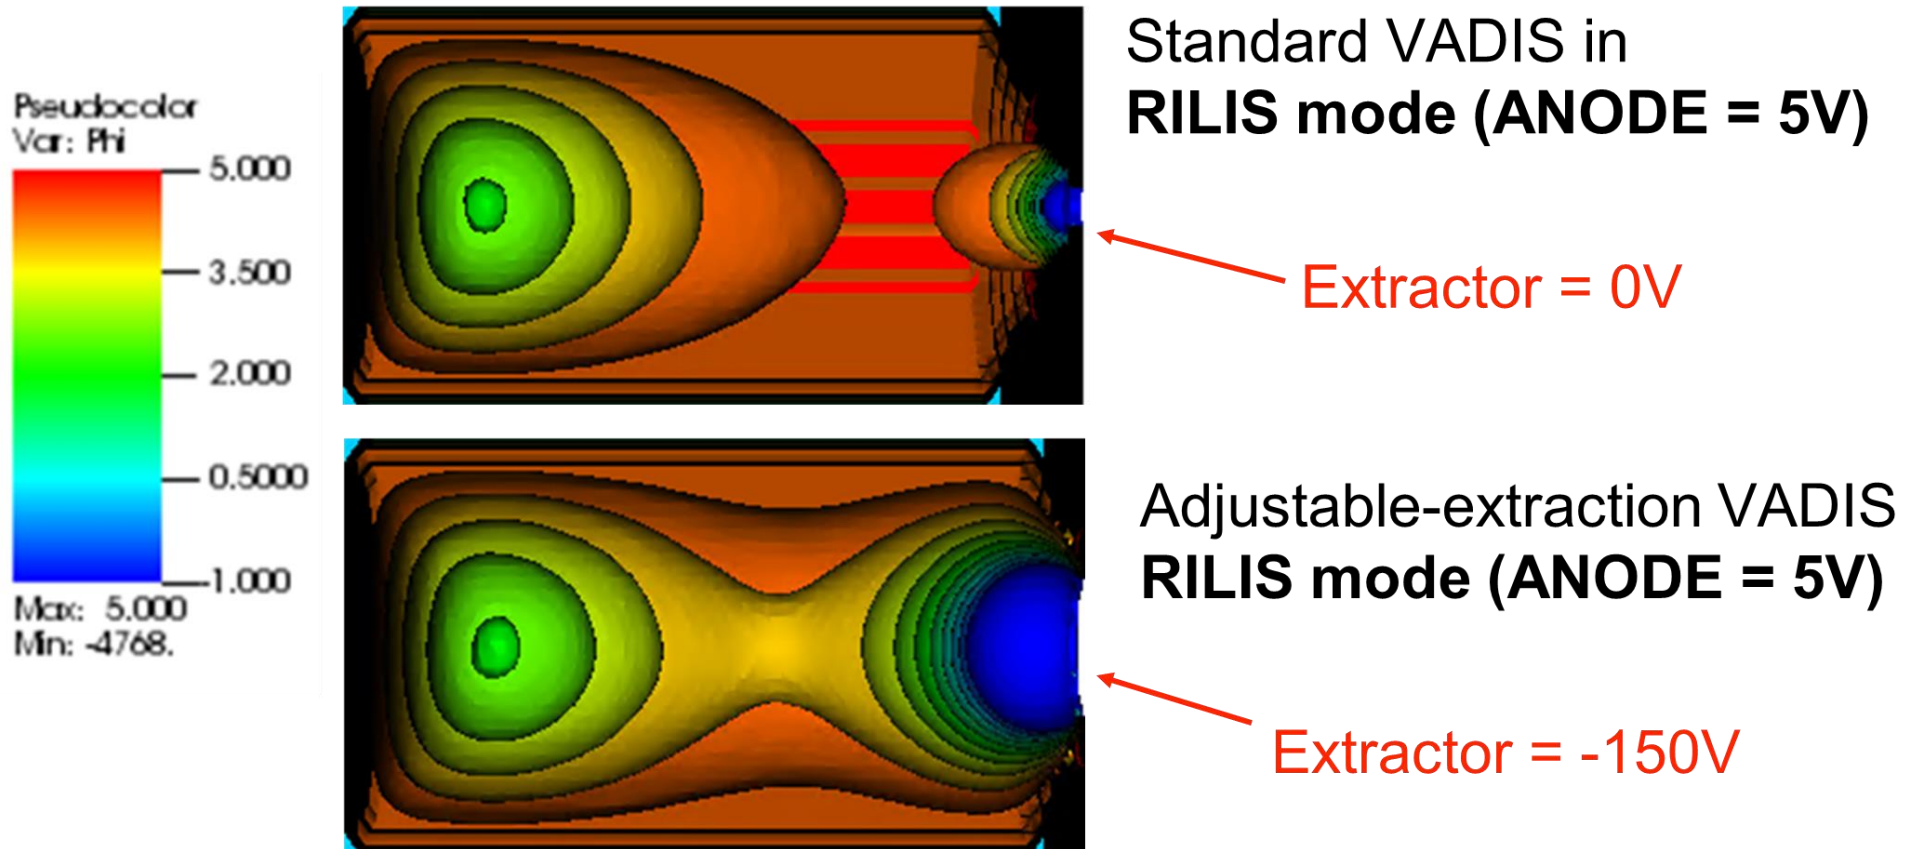 Pseudocolor
Var: Phi
5.000
3.500
2.000
0.5000
-1.000
Max: 5.000
Min: -4768.
Standard VADIS in
RILIS mode (ANODE = 5V)
Extractor = 0V
Adjustable-extraction VADIS
RILIS mode (ANODE = 5V)
Extractor = -150V